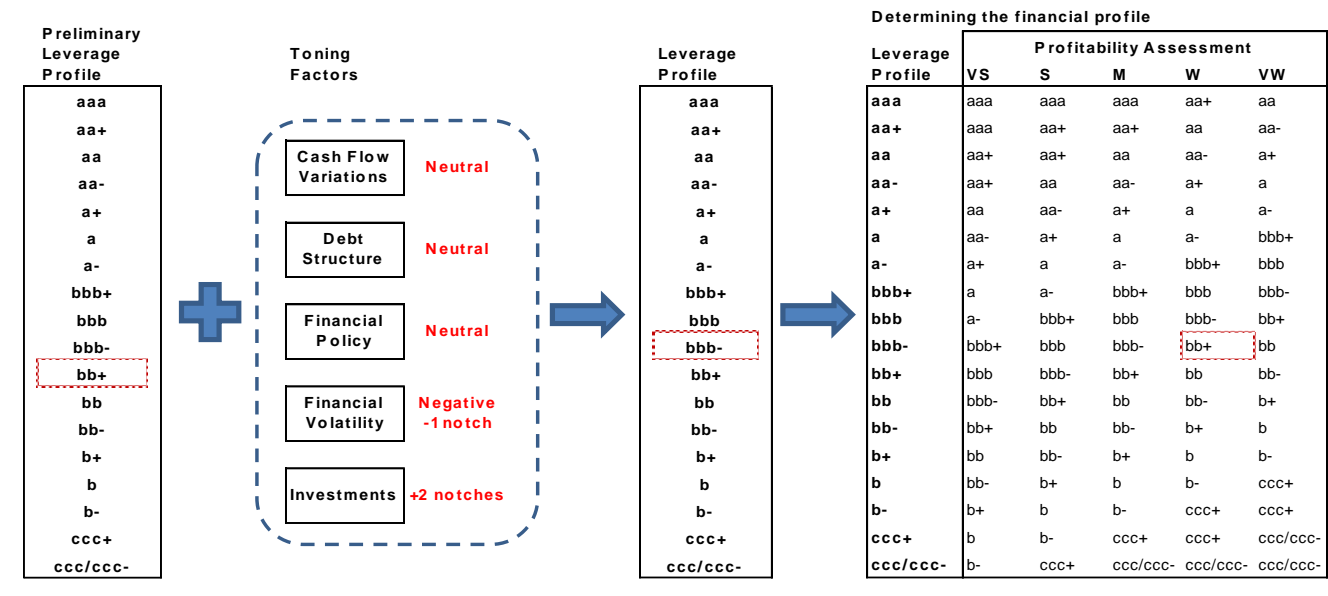 Determining the financial profile
Preliminary
Leverage
Profile
Toning
Factors
Leverage
Profile
Leverage
Profile
Profitability Assessment
VS S M W VW
aaa
aa+
aa
aa-
a+
a
a-
bbb+
bbb
bbb-
bb+
bb
bb-
b+
b
b-
ccc+
ccc/ccc-
Cash Flow
Variations
Neutral
Debt
Structure
Neutral
Financial
Policy
Neutral
Financial
Volatility
Negative
-1 notch
Investments
+2 notches
aaa
aa+
aa
aa-
a+
a
a-
bbb+
bbb
bbb-
bb+
bb
bb-
b+
b
b-
ccc+
ccc/ccc-
aaa aaa aaa aaa aa+ aa
aa+ aaa aa+ aa+ aa aa-
aa aa+ aa+ aa aa- a+
aa- aa+ aa aa- a+ a
a+ aa aa- a+ a a-
a aa- a+ a a- bbb+
a- a+ a a- bbb+ bbb
bbb+ a a- bbb+ bbb bbb-
bbb a- bbb+ bbb bbb- bb+
bbb- bbb+ bbb bbb- bb+ bb
bb+ bbb bbb- bb+ bb bb-
bb bbb- bb+ bb bb- b+
bb- bb+ bb bb- b+ b
b+ bb bb- b+ b b-
b bb- b+ b b- ccc+
b- b+ b b- ccc+ ccc+
ccc+ b b- ccc+ ccc+ ccc/ccc-
ccc/ccc- b- ccc+ ccc/ccc- ccc/ccc- ccc/ccc-